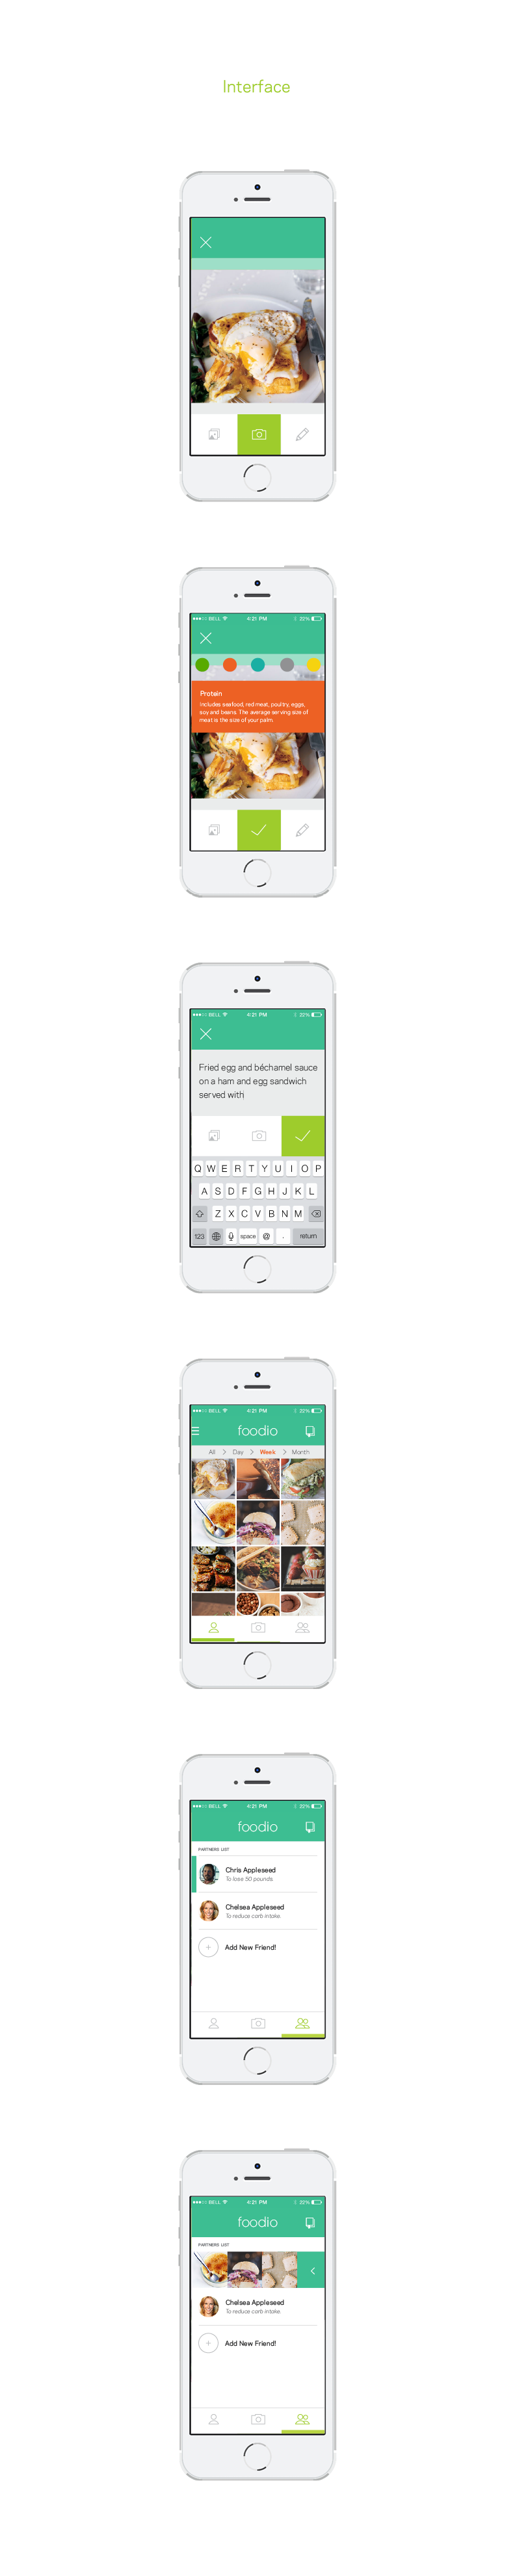 Interface
BELL 4:21 PM 22%
Protein
Includes seafood, red meat, poultry, eggs,
soy and beans. The average serving size of
meat is the size of your palm.
BELL 4:21 PM 22%
Fried egg and béchamel sauce
on a ham and egg sandwich
served with
Q W E R T Y U I O P
A S D F G H J K L
Z X C V B N M
123 space @ . return
BELL 4:21 PM 22%
foodio
All > Day > Week > Month
BELL 4:21 PM 22%
foodio
PARTNERS LIST
Chris Appleseed
To lose 50 pounds.
Chelsea Appleseed
To reduce carb intake.
Add New Friend!
BELL 4:21 PM 22%
foodio
PARTNERS LIST
Chelsea Appleseed
To reduce carb intake.
Add New Friend!